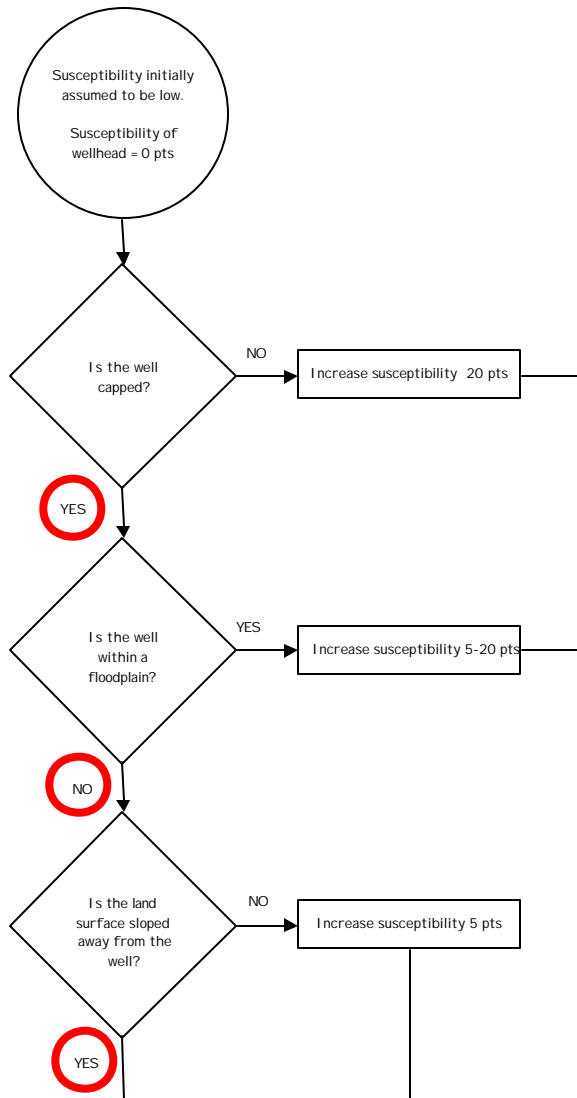 Susceptibility initially
assumed to be low.
Susceptibility of
wellhead = 0 pts
Is the well
capped?
NO
Increase susceptibility 20 pts
YES
Is the well
within a
floodplain?
YES
Increase susceptibility 5-20 pts
NO
Is the land
surface sloped
away from the
well?
NO
Increase susceptibility 5 pts
YES